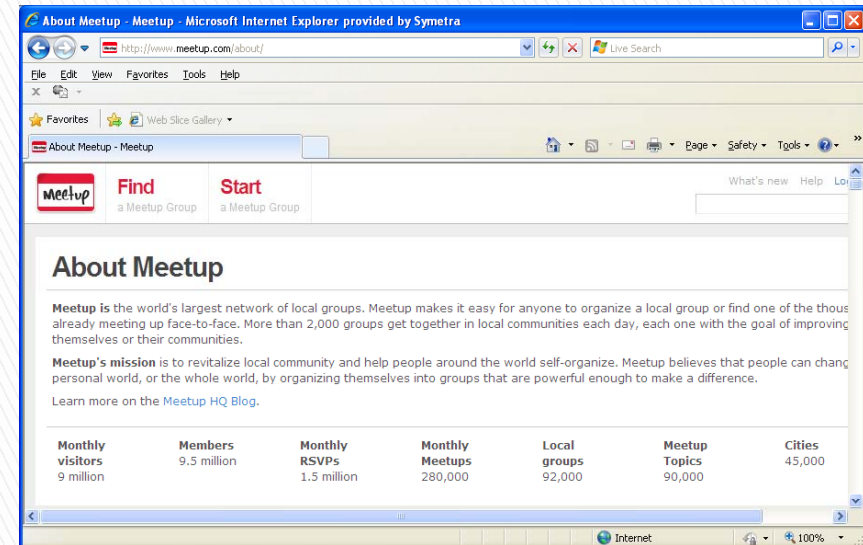 About Meetup - Meetup - Microsoft Internet Explorer provided by Symetra
http://www.meetup.com/about/
Live Search
File Edit View Favorites Tools Help
x
Favorites Web Slice Gallery
About Meetup - Meetup
Page Safety Tools »
Meetup
Find
a Meetup Group
Start
a Meetup Group
What's new Help Lo
About Meetup
Meetup is the world's largest network of local groups. Meetup makes it easy for anyone to organize a local group or find one of the thous
already meeting up face-to-face. More than 2,000 groups get together in local communities each day, each one with the goal of improving
themselves or their communities.
Meetup's mission is to revitalize local community and help people around the world self-organize. Meetup believes that people can chang
personal world, or the whole world, by organizing themselves into groups that are powerful enough to make a difference.
Learn more on the Meetup HQ Blog.
Monthly Members Monthly Monthly Local Meetup Cities
visitors 9.5 million RSVPs Meetups groups Topics 45,000
9 million 1.5 million 280,000 92,000 90,000
Internet 100%